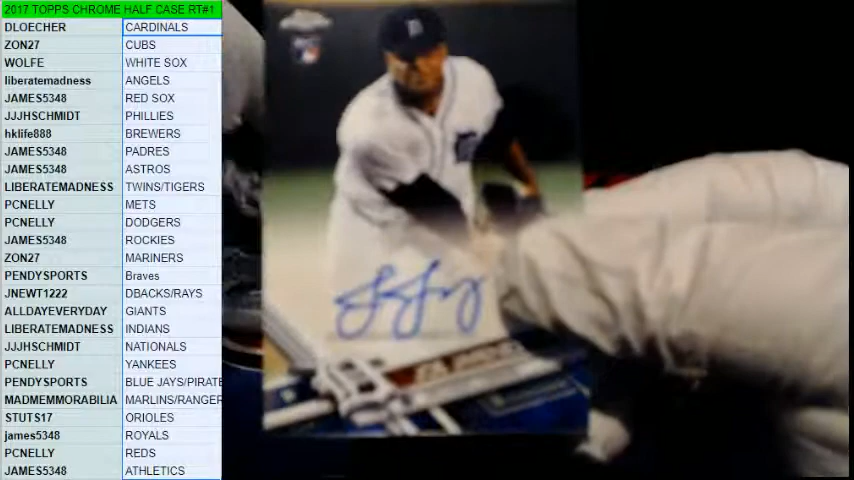 2017 TOPPS CHROME HALF CASE RT#1
DLOECHER CARDINALS
ZON27 CUBS
WOLFE WHITE SOX
liberatemadness ANGELS
JAMES5348 RED SOX
JJJHSCHMIDT PHILLIES
hklife888 BREWERS
JAMES5348 PADRES
JAMES5348 ASTROS
LIBERATEMADNESS TWINS/TIGERS
PCNELLY METS
PCNELLY DODGERS
JAMES5348 ROCKIES
ZON27 MARINERS
PENDYSPORTS Braves
JNEWT1222 DBACKS/RAYS
ALLDAYEVERYDAY GIANTS
LIBERATEMADNESS INDIANS
JJJHSCHMIDT NATIONALS
PCNELLY YANKEES
PENDYSPORTS BLUE JAYS/PIRATE
MADMEMMORABILIA MARLINS/RANGER
STUTS17 ORIOLES
james5348 ROYALS
PCNELLY REDS
JAMES5348 ATHLETICS